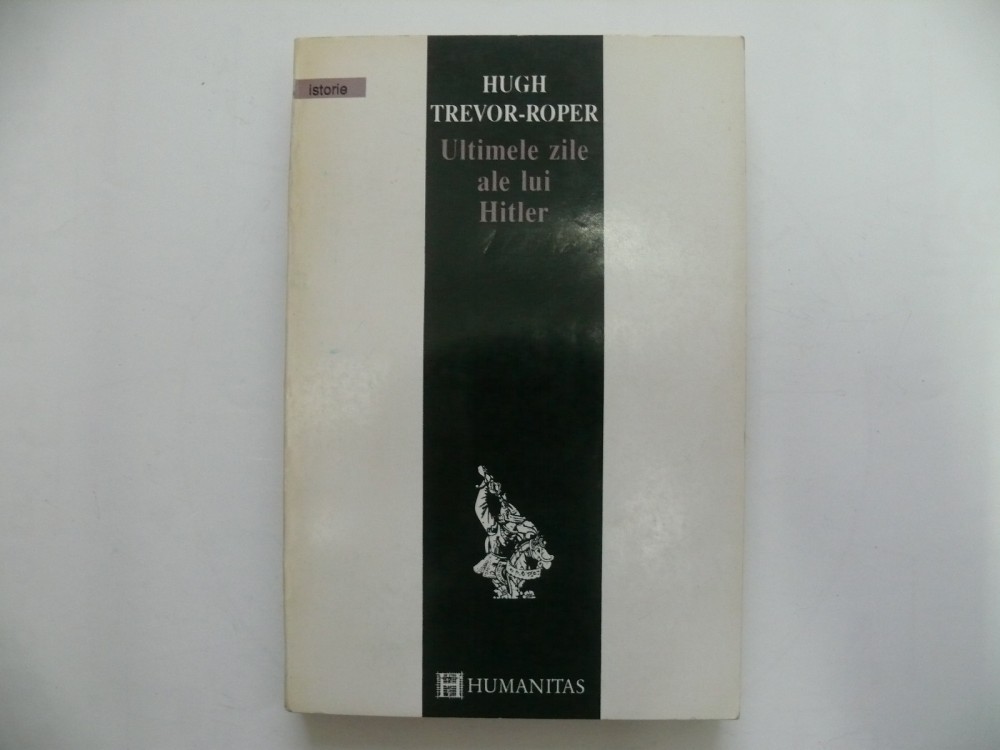 istorie
HUGH
TREVOR-ROPER
Ultimele zile
ale lui
Hitler
HUMANITAS